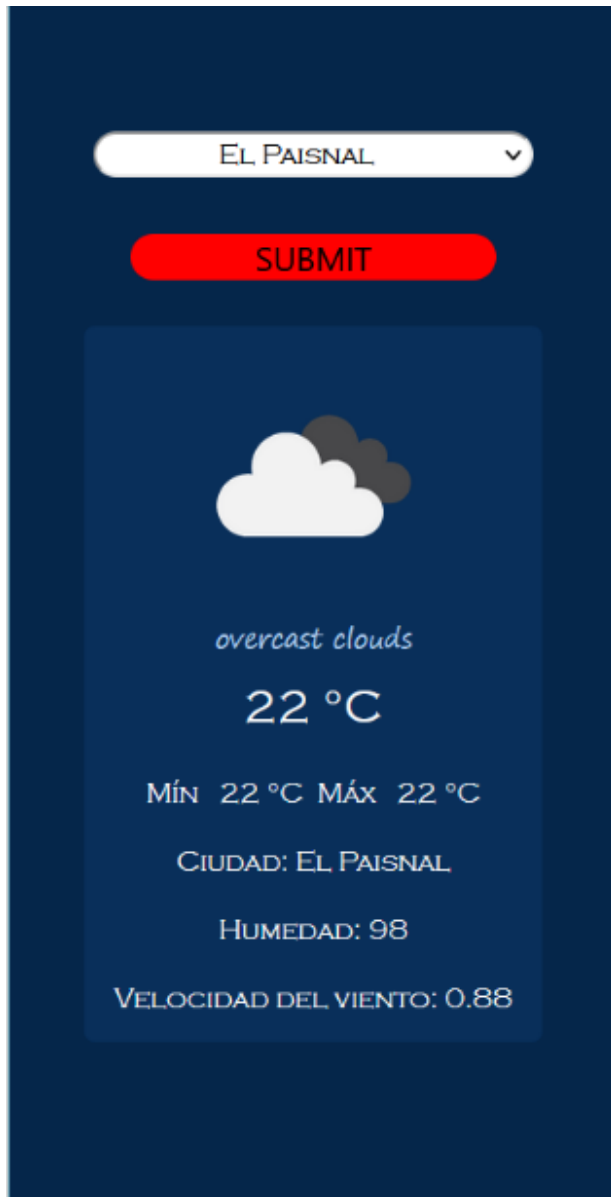 El Paisnal
SUBMIT
overcast clouds
22 °C
Mín 22 °C Máx 22 °C
Ciudad: El Paisnal
Humedad: 98
Velocidad del viento: 0.88